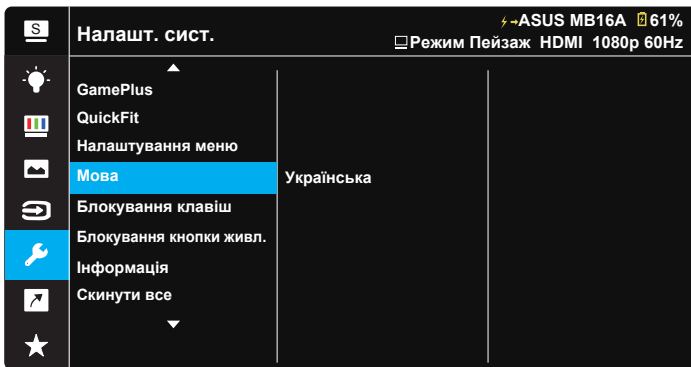 S
Налашт. сист.
ASUS MB16A 61%
Режим Пейзаж HDMI 1080p 60Hz
GamePlus
QuickFit
Налаштування меню
Мова
Українська
Блокування клавіш
Блокування кнопки живл.
Інформація
Скинути все